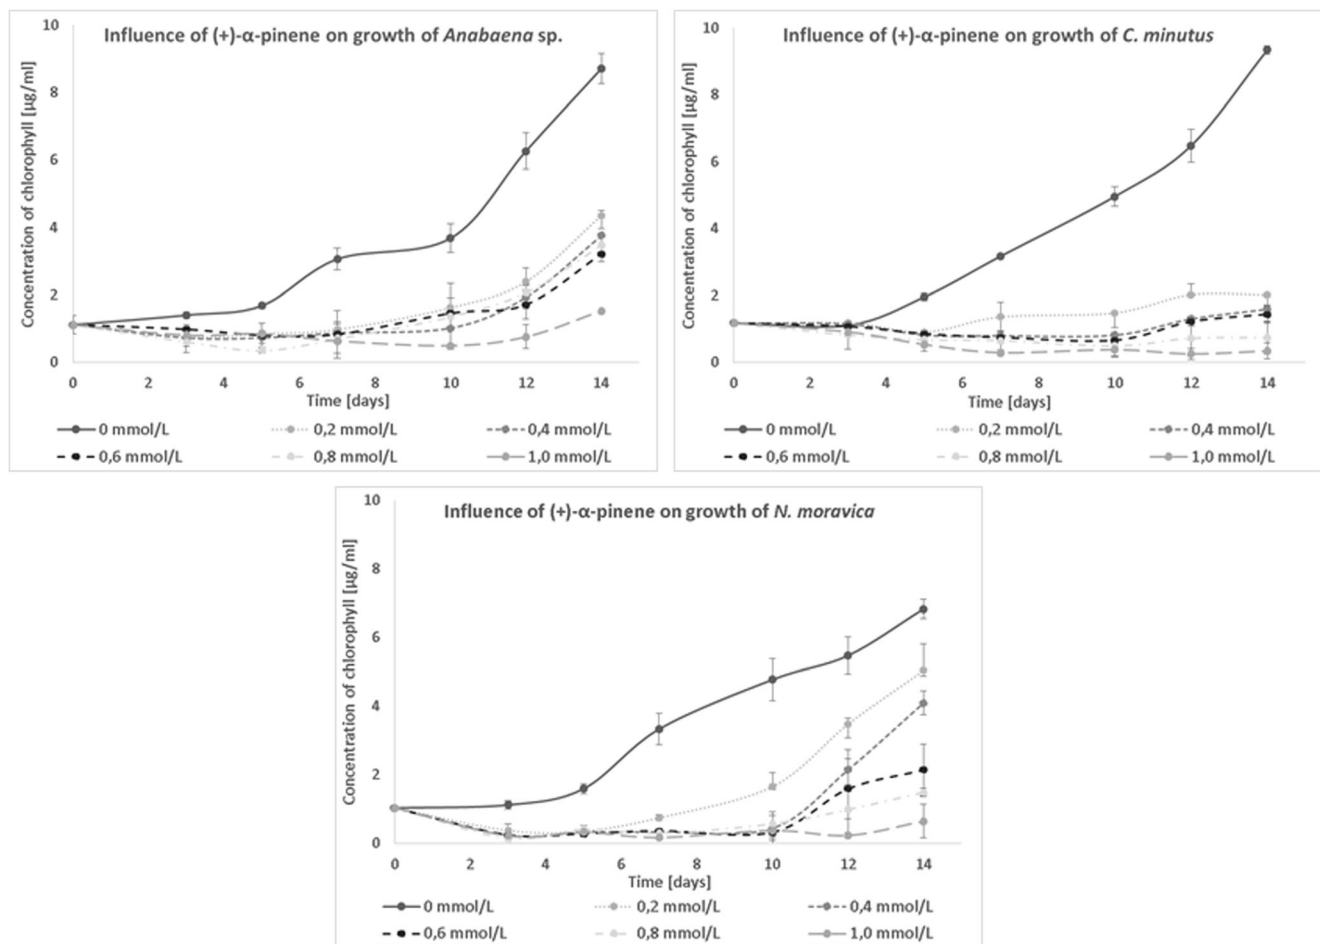 Influence of (+)-α-pinene on growth of Anabaena sp.
Concentration of chlorophyll [µg/ml]
10
8
6
4
2
0
0 2 4 6 8 10 12 14
Time [days]
0 mmol/L 0,2 mmol/L 0,4 mmol/L
0,6 mmol/L 0,8 mmol/L 1,0 mmol/L
Influence of (+)-α-pinene on growth of C. minutus
Concentration of chlorophyll [µg/ml]
10
8
6
4
2
0
0 2 4 6 8 10 12 14
Time [days]
0 mmol/L 0,2 mmol/L 0,4 mmol/L
0,6 mmol/L 0,8 mmol/L 1,0 mmol/L
Influence of (+)-α-pinene on growth of N. moravica
Concentration of chlorophyll [µg/ml]
10
8
6
4
2
0
0 2 4 6 8 10 12 14
Time [days]
0 mmol/L 0,2 mmol/L 0,4 mmol/L
0,6 mmol/L 0,8 mmol/L 1,0 mmol/L